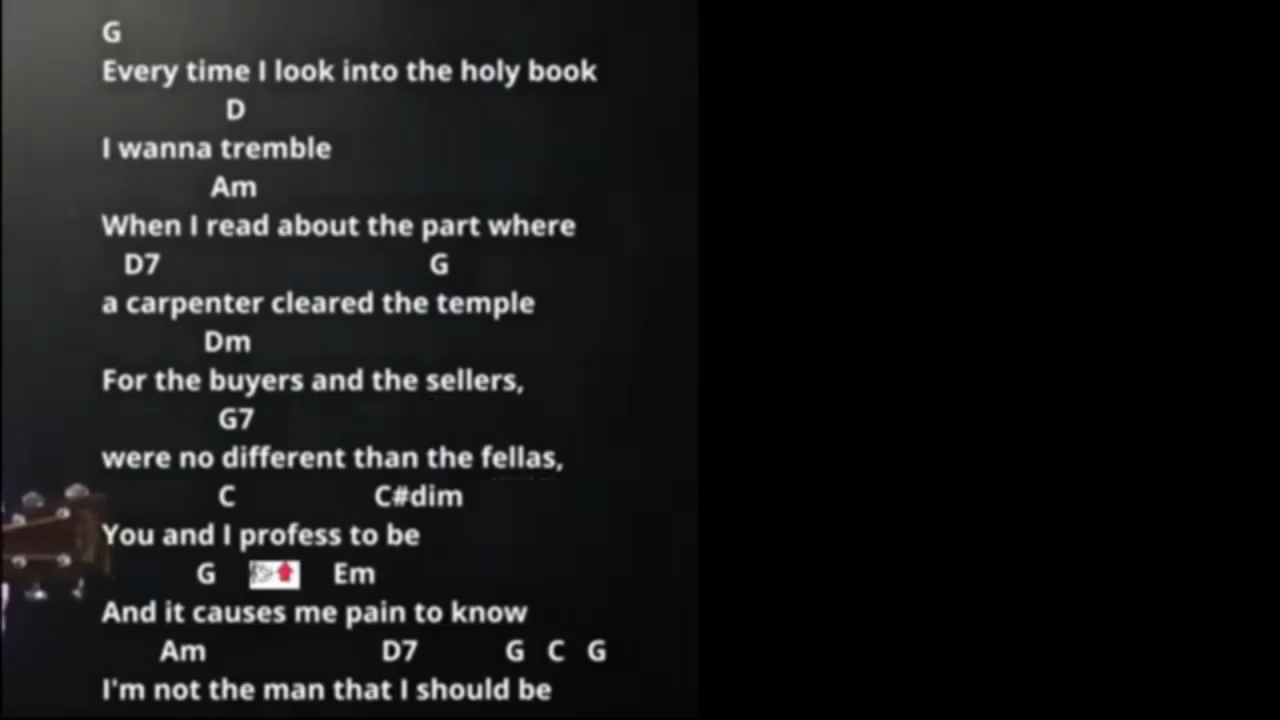 G
Every time I look into the holy book
D
I wanna tremble
Am
When I read about the part where
D7 G
a carpenter cleared the temple
Dm
For the buyers and the sellers,
G7
were no different than the fellas,
C C#dim
You and I profess to be
G Em
And it causes me pain to know
Am D7 G C G
I'm not the man that I should be